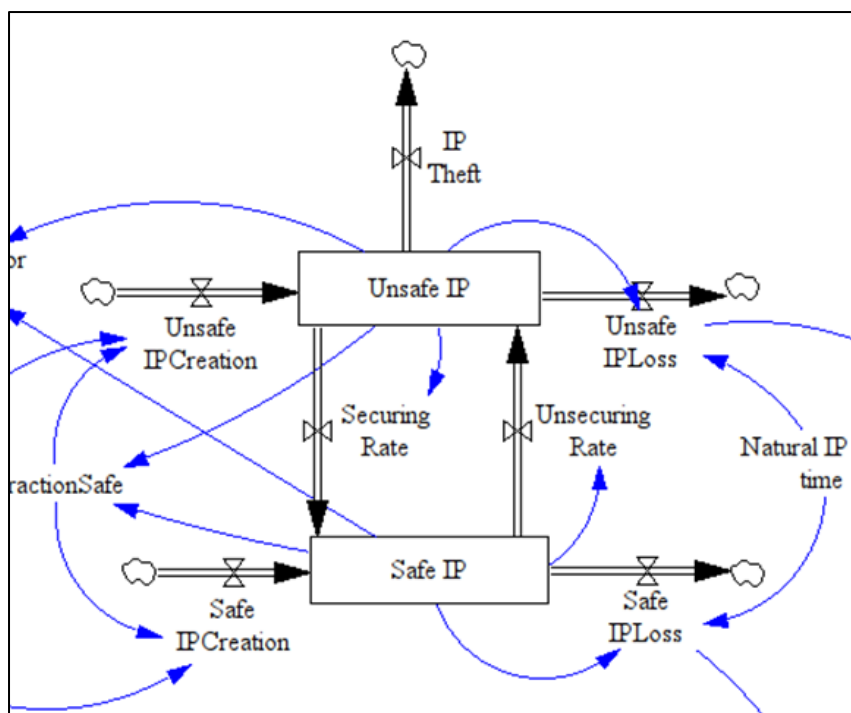 IP
Theft
or
Unsafe IP
Unsafe
IPCreation
Unsafe
IPLoss
Securing
Rate
Unsecuring
Rate
Natural IP
time
ractionSafe
Safe IP
Safe
IPCreation
Safe
IPLoss